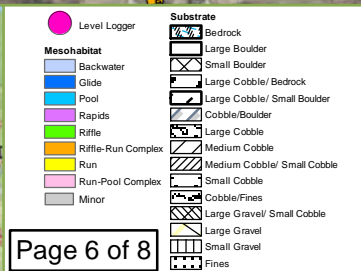 Level Logger
Mesohabitat
Backwater
Glide
Pool
Rapids
Riffle
Riffle-Run Complex
Run
Run-Pool Complex
Minor
Page 6 of 8
Substrate
Bedrock
Large Boulder
Small Boulder
Large Cobble/ Bedrock
Large Cobble/ Small Boulder
Cobble/Boulder
Large Cobble
Medium Cobble
Medium Cobble/ Small Cobble
Small Cobble
Cobble/Fines
Large Gravel/ Small Cobble
Large Gravel
Small Gravel
Fines